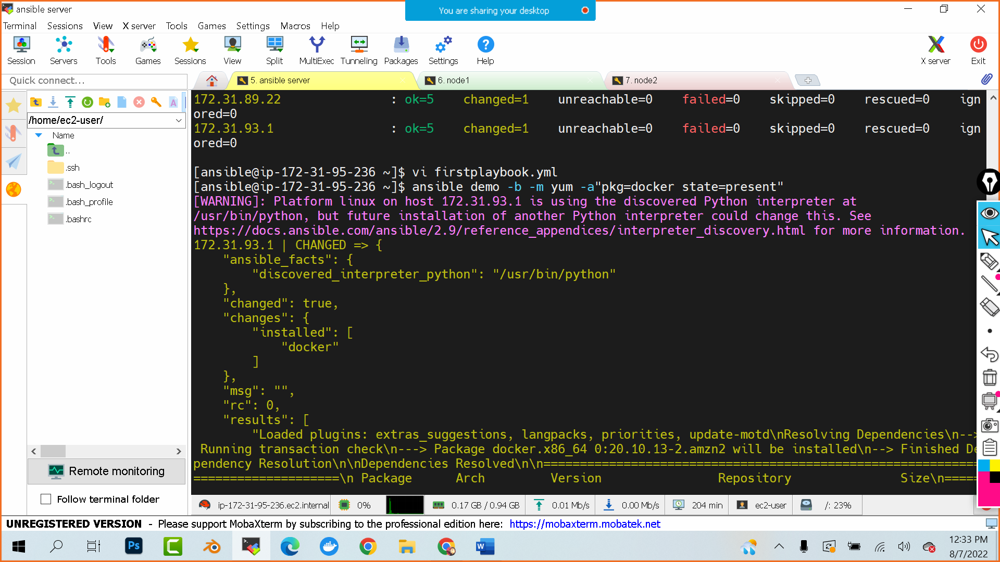 ansible server
You are sharing your desktop
Terminal Sessions View X server Tools Games Settings Macros Help
Session Servers Tools Games Sessions View Split MultiExec Tunneling Packages Settings Help X server Exit
Quick connect...
5. ansible server
6. node1
7. node2
/home/ec2-user/
Name
..
.ssh
.bash_logout
.bash_profile
.bashrc
Remote monitoring
Follow terminal folder
172.31.89.22 : ok=5 changed=1 unreachable=0 failed=0 skipped=0 rescued=0 ign
ored=0
172.31.93.1 : ok=5 changed=1 unreachable=0 failed=0 skipped=0 rescued=0 ign
ored=0
[ansible@ip-172-31-95-236 ~]$ vi firstplaybook.yml
[ansible@ip-172-31-95-236 ~]$ ansible demo -b -m yum -a"pkg=docker state=present"
[WARNING]: Platform linux on host 172.31.93.1 is using the discovered Python interpreter at
/usr/bin/python, but future installation of another Python interpreter could change this. See
https://docs.ansible.com/ansible/2.9/reference_appendices/interpreter_discovery.html for more information.
172.31.93.1 | CHANGED => {
"ansible_facts": {
"discovered_interpreter_python": "/usr/bin/python"
},
"changed": true,
"changes": {
"installed": [
"docker"
]
},
"msg": "",
"rc": 0,
"results": [
"Loaded plugins: extras_suggestions, langpacks, priorities, update-motd\nResolving Dependencies\n-->
Running transaction check\n---> Package docker.x86_64 0:20.10.13-2.amzn2 will be installed\n--> Finished De
pendency Resolution\n\nDependencies Resolved\n\n============================================================
====================\n Package Arch Version Repository Size\n=====
ip-172-31-95-236.ec2.internal 0% 0.17 GB / 0.94 GB 0.01 Mb/s 0.00 Mb/s 204 min ec2-user /: 23%
UNREGISTERED VERSION - Please support MobaXterm by subscribing to the professional edition here: https://mobaxterm.mobatek.net
Ps
W
12:33 PM
8/7/2022